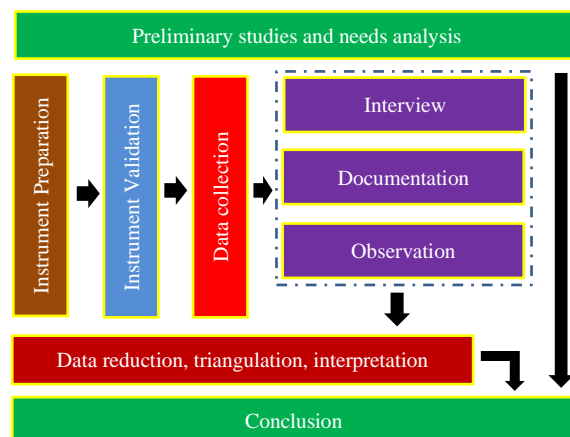 Preliminary studies and needs analysis
Instrument Preparation
Instrument Validation
Data collection
Interview
Documentation
Observation
Data reduction, triangulation, interpretation
Conclusion